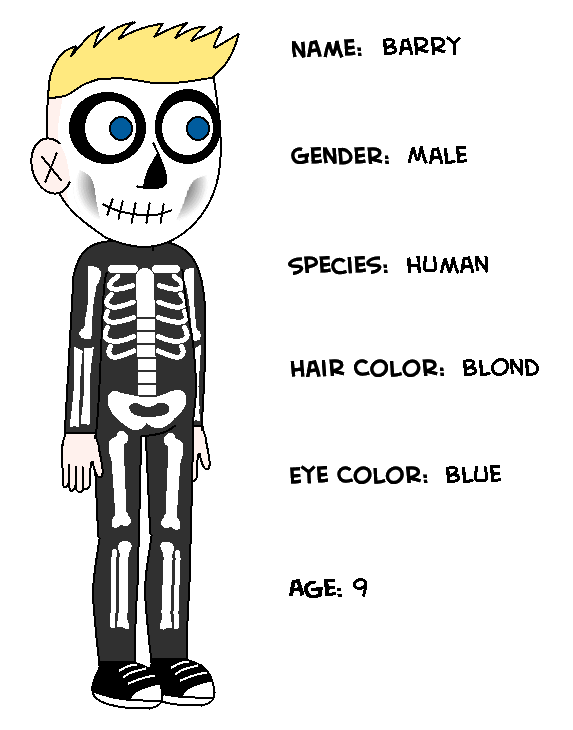 NAME: BARRY
GENDER: MALE
SPECIES: HUMAN
HAIR COLOR: BLOND
EYE COLOR: BLUE
AGE: 9